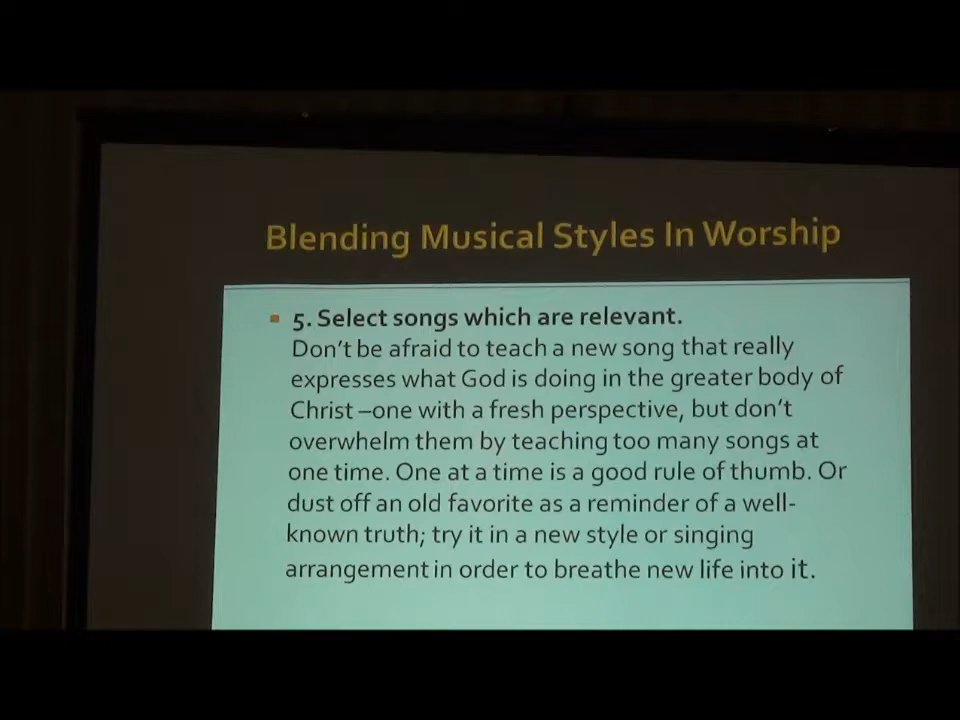 Blending Musical Styles In Worship
5. Select songs which are relevant.
Don't be afraid to teach a new song that really
expresses what God is doing in the greater body of
Christ –one with a fresh perspective, but don't
overwhelm them by teaching too many songs at
one time. One at a time is a good rule of thumb. Or
dust off an old favorite as a reminder of a well-
known truth; try it in a new style or singing
arrangement in order to breathe new life into it.